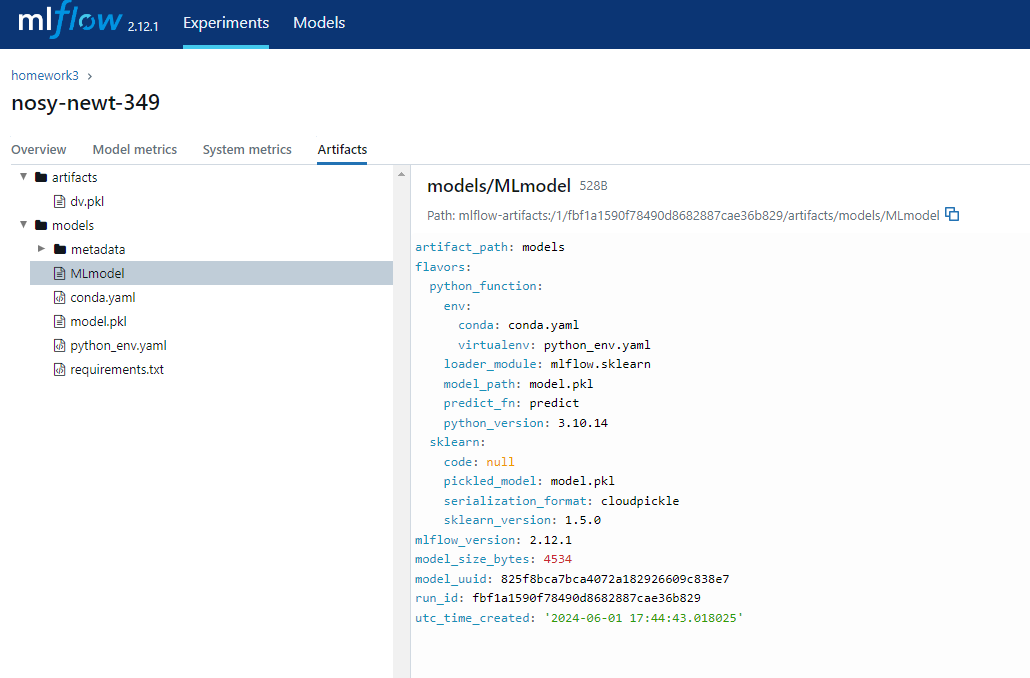 mlflow 2.12.1 Experiments Models
homework3 ›
nosy-newt-349
Overview Model metrics System metrics Artifacts
artifacts
dv.pkl
models
metadata
MLmodel
conda.yaml
model.pkl
python_env.yaml
requirements.txt
models/MLmodel 528B
Path: mlflow-artifacts:/1/fbf1a1590f78490d8682887cae36b829/artifacts/models/MLmodel
artifact_path: models
flavors:
  python_function:
    env:
      conda: conda.yaml
      virtualenv: python_env.yaml
    loader_module: mlflow.sklearn
    model_path: model.pkl
    predict_fn: predict
    python_version: 3.10.14
  sklearn:
    code: null
    pickled_model: model.pkl
    serialization_format: cloudpickle
    sklearn_version: 1.5.0
mlflow_version: 2.12.1
model_size_bytes: 4534
model_uuid: 825f8bca7bca4072a182926609c838e7
run_id: fbf1a1590f78490d8682887cae36b829
utc_time_created: '2024-06-01 17:44:43.018025'